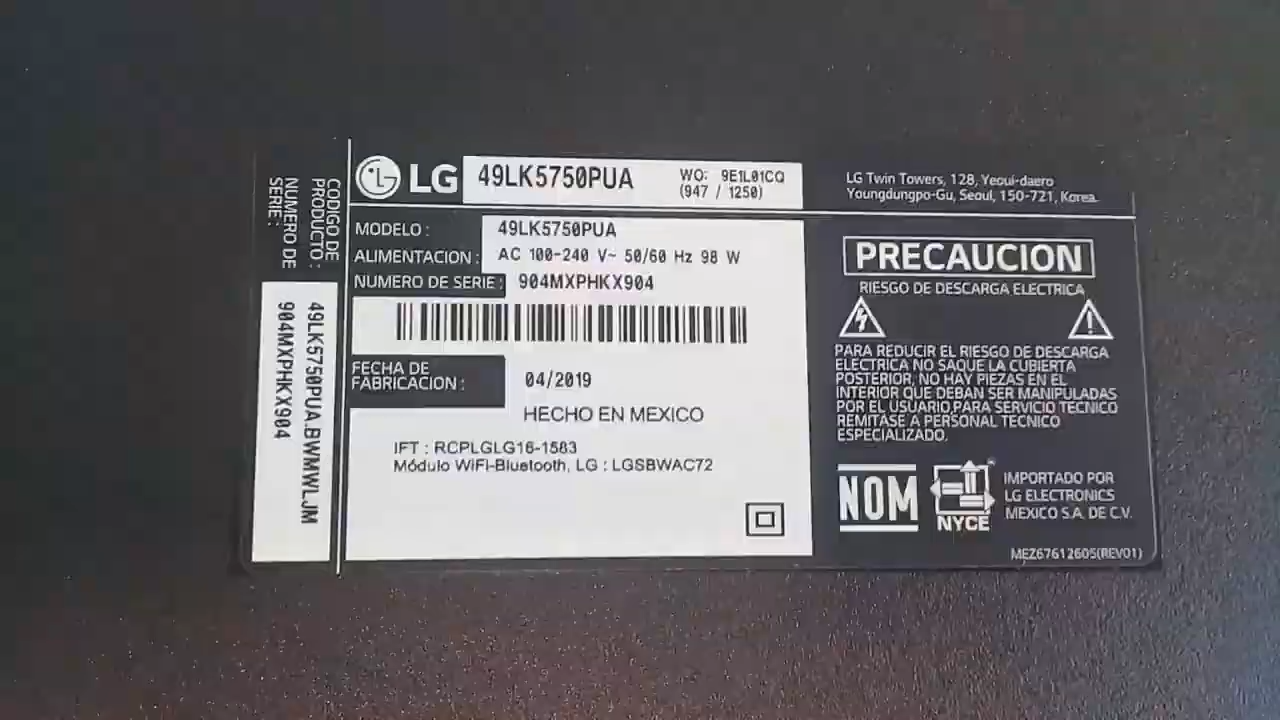 CODIGO DE
PRODUCTO :
NUMERO DE
SERIE :
49LK5750PUA.BWMWLJM
904MXPHKX904
LG
49LK5750PUA
WO: 9E1L01CQ
(947 / 1250)
MODELO : 49LK5750PUA
ALIMENTACION : AC 100-240 V~ 50/60 Hz 98 W
NUMERO DE SERIE : 904MXPHKX904
FECHA DE
FABRICACION : 04/2019
HECHO EN MEXICO
IFT : RCPLGLG16-1583
Módulo WiFi-Bluetooth, LG : LGSBWAC72
LG Twin Towers, 128, Yeoui-daero
Youngdungpo-Gu, Seoul, 150-721, Korea.
PRECAUCION
RIESGO DE DESCARGA ELECTRICA
PARA REDUCIR EL RIESGO DE DESCARGA
ELECTRICA NO SAQUE LA CUBIERTA
POSTERIOR, NO HAY PIEZAS EN EL
INTERIOR QUE DEBAN SER MANIPULADAS
POR EL USUARIO,PARA SERVICIO TECNICO
REMITASE A PERSONAL TECNICO
ESPECIALIZADO.
NOM
NYCE
IMPORTADO POR
LG ELECTRONICS
MEXICO S.A. DE C.V.
MEZ67612605(REV01)